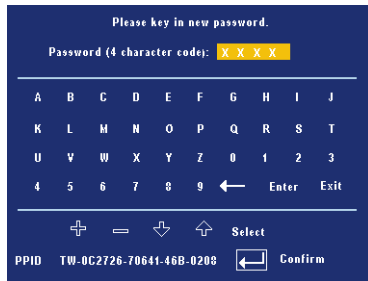 Please key in new password.
Password (4 character code): X X X X
A B C D E F G H I J
K L M N O P Q R S T
U V W X Y Z 0 1 2 3
4 5 6 7 8 9 ← Enter Exit
Select
PPID TW-0C2726-70641-46B-0208 Confirm